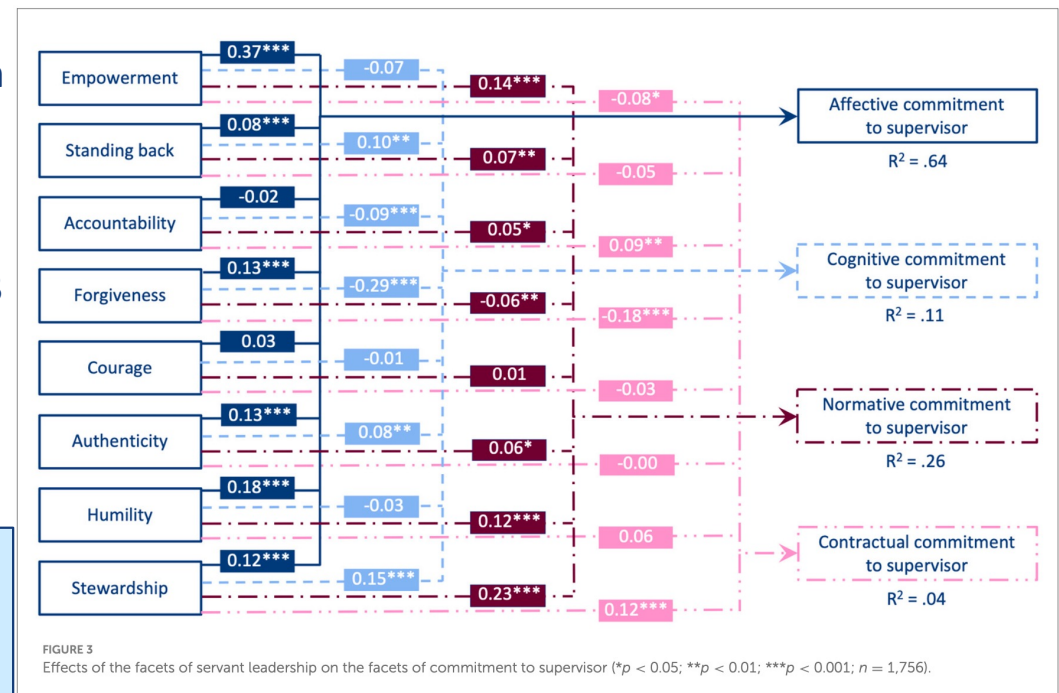 Empowerment
0.37***
-0.07
0.14***
-0.08*
Standing back
0.08***
0.10**
0.07**
-0.05
Accountability
-0.02
-0.09***
0.05*
0.09**
Forgiveness
0.13***
-0.29***
-0.06**
-0.18***
Courage
0.03
-0.01
0.01
-0.03
Authenticity
0.13***
0.08**
0.06*
-0.00
Humility
0.18***
-0.03
0.12***
0.06
Stewardship
0.12***
0.15***
0.23***
0.12***
Affective commitment
to supervisor
R² = .64
Cognitive commitment
to supervisor
R² = .11
Normative commitment
to supervisor
R² = .26
Contractual commitment
to supervisor
R² = .04
FIGURE 3
Effects of the facets of servant leadership on the facets of commitment to supervisor (*p < 0.05; **p < 0.01; ***p < 0.001; n = 1,756).